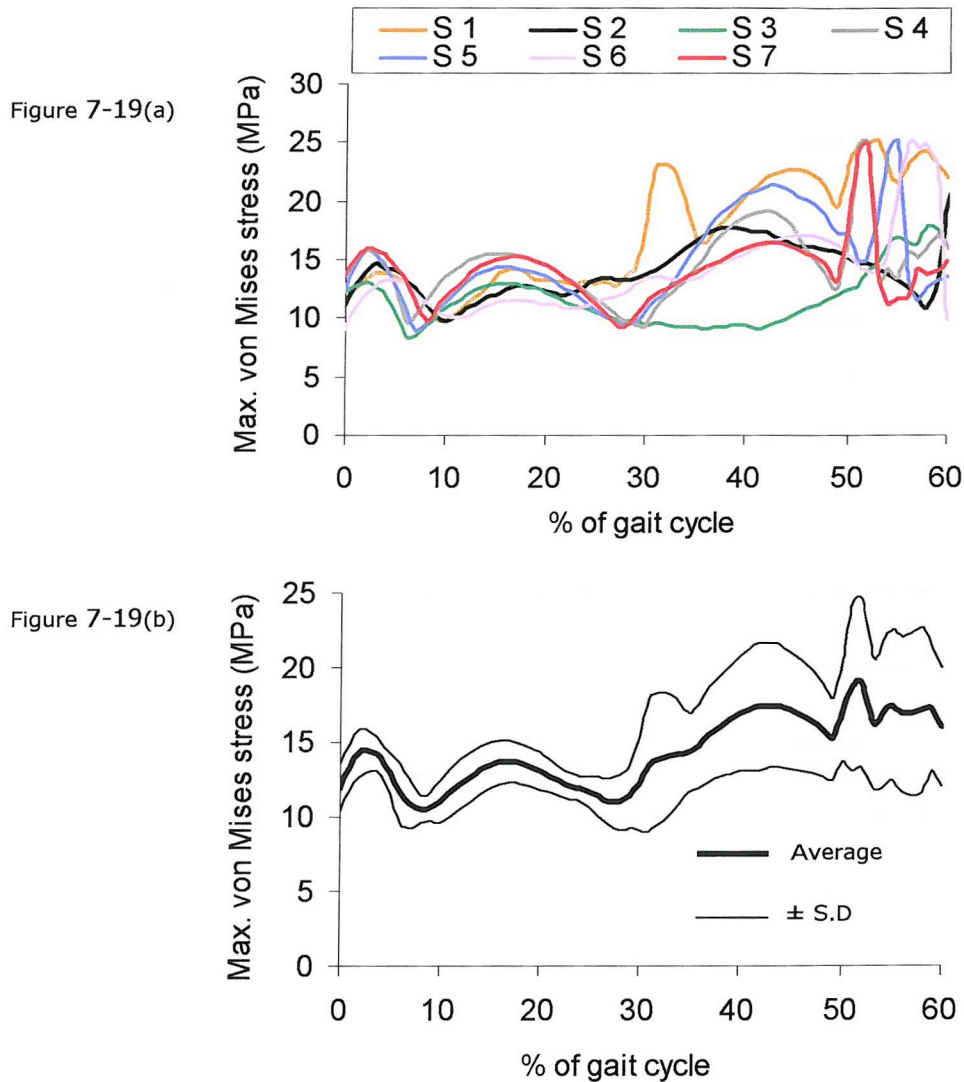 S 1 S 2 S 3 S 4
S 5 S 6 S 7
Figure 7-19(a)
Max. von Mises stress (MPa)
30
25
20
15
10
5
0
0 10 20 30 40 50 60
% of gait cycle
Figure 7-19(b)
Max. von Mises stress (MPa)
25
20
15
10
5
0
Average
± S.D
0 10 20 30 40 50 60
% of gait cycle